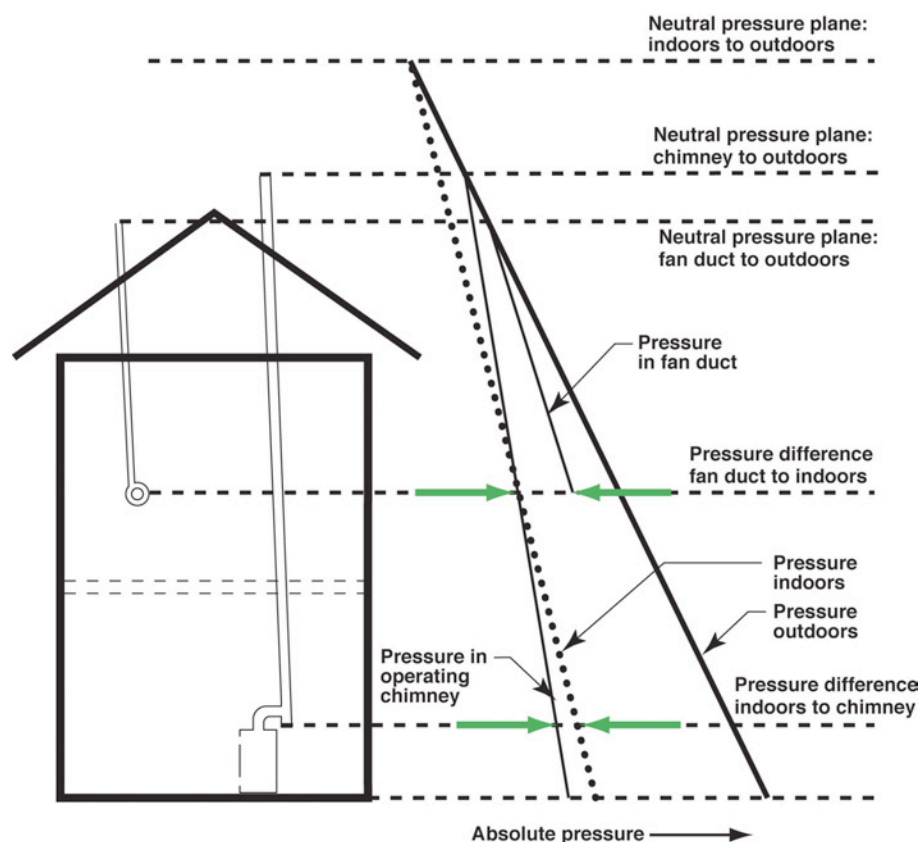 Neutral pressure plane:
indoors to outdoors
Neutral pressure plane:
chimney to outdoors
Neutral pressure plane:
fan duct to outdoors
Pressure
in fan duct
Pressure difference
fan duct to indoors
Pressure
indoors
Pressure
outdoors
Pressure in
operating
chimney
Pressure difference
indoors to chimney
Absolute pressure